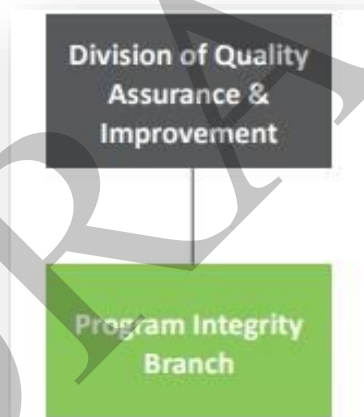 Division of Quality
Assurance &
Improvement
Program Integrity
Branch